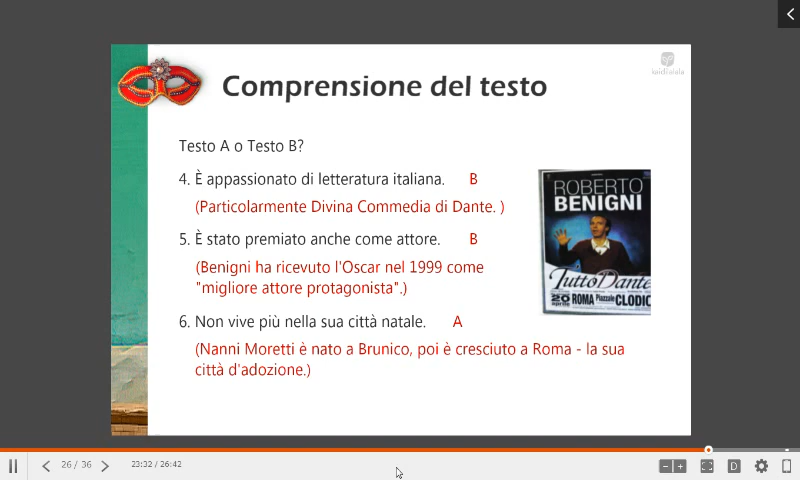 Comprensione del testo
Testo A o Testo B?
4. È appassionato di letteratura italiana. B
(Particolarmente Divina Commedia di Dante. )
5. È stato premiato anche come attore. B
(Benigni ha ricevuto l'Oscar nel 1999 come
"migliore attore protagonista".)
6. Non vive più nella sua città natale. A
(Nanni Moretti è nato a Brunico, poi è cresciuto a Roma - la sua
città d'adozione.)
ROBERTO
BENIGNI
TuttoDante
20 aprile ROMA Piazzale CLODIO
26 / 36
23:32 / 26:42
D